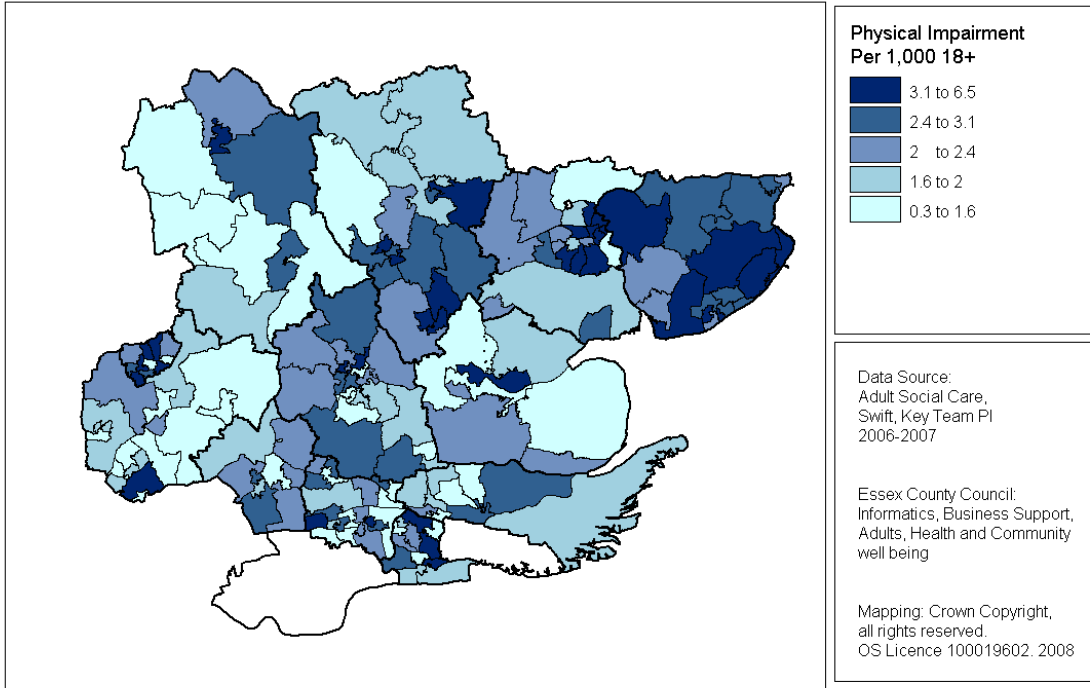 Physical Impairment
Per 1,000 18+
3.1 to 6.5
2.4 to 3.1
2 to 2.4
1.6 to 2
0.3 to 1.6
Data Source:
Adult Social Care,
Swift, Key Team PI
2006-2007
Essex County Council:
Informatics, Business Support,
Adults, Health and Community
well being
Mapping: Crown Copyright,
all rights reserved.
OS Licence 100019602. 2008